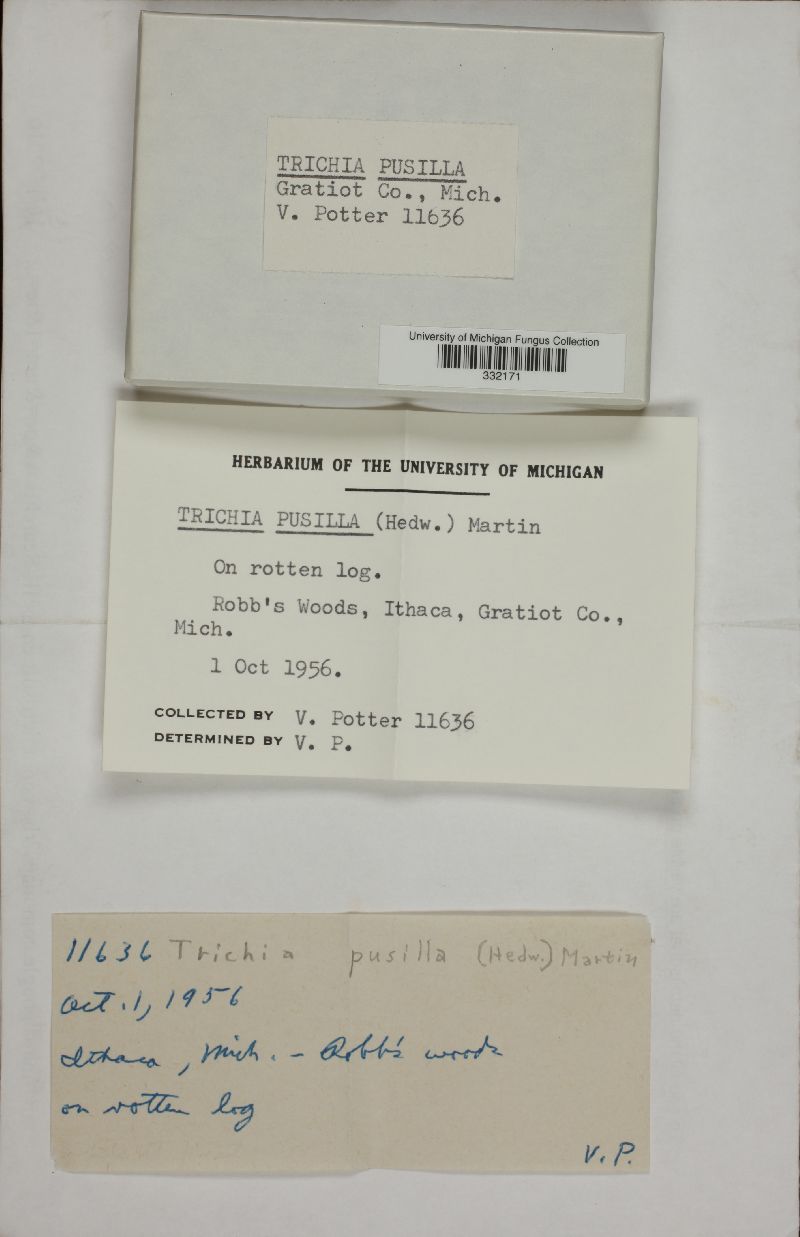 TRICHIA PUSILLA
Gratiot Co., Mich.
V. Potter 11636
University of Michigan Fungus Collection
332171
HERBARIUM OF THE UNIVERSITY OF MICHIGAN
TRICHIA PUSILLA (Hedw.) Martin
On rotten log.
Robb's Woods, Ithaca, Gratiot Co.,
Mich.
1 Oct 1956.
COLLECTED BY V. Potter 11636
DETERMINED BY V. P.
11636 Trichia pusilla (Hedw.) Martin
Oct. 1, 1956
Ithaca, Mich. - Robb's woods
on rotten log
V. P.